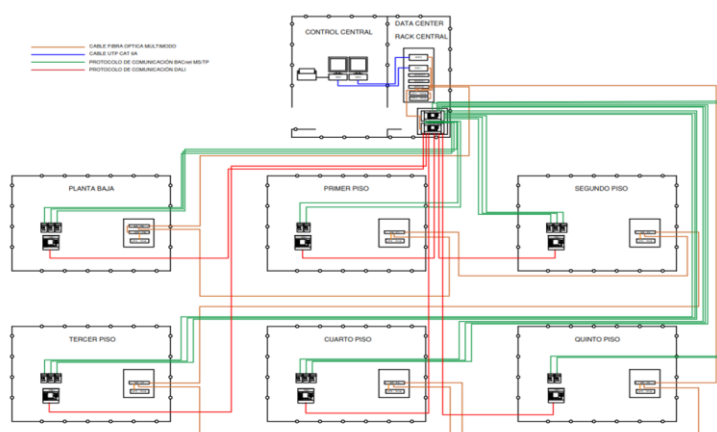 CONTROL CENTRAL
DATA CENTER
RACK CENTRAL
CABLE FIBRA OPTICA MULTIMODO
CABLE UTP CAT 6A
PROTOCOLO DE COMUNICACIÓN BACnet MS/TP
PROTOCOLO DE COMUNICACIÓN DALI
PLANTA BAJA
PRIMER PISO
SEGUNDO PISO
TERCER PISO
CUARTO PISO
QUINTO PISO